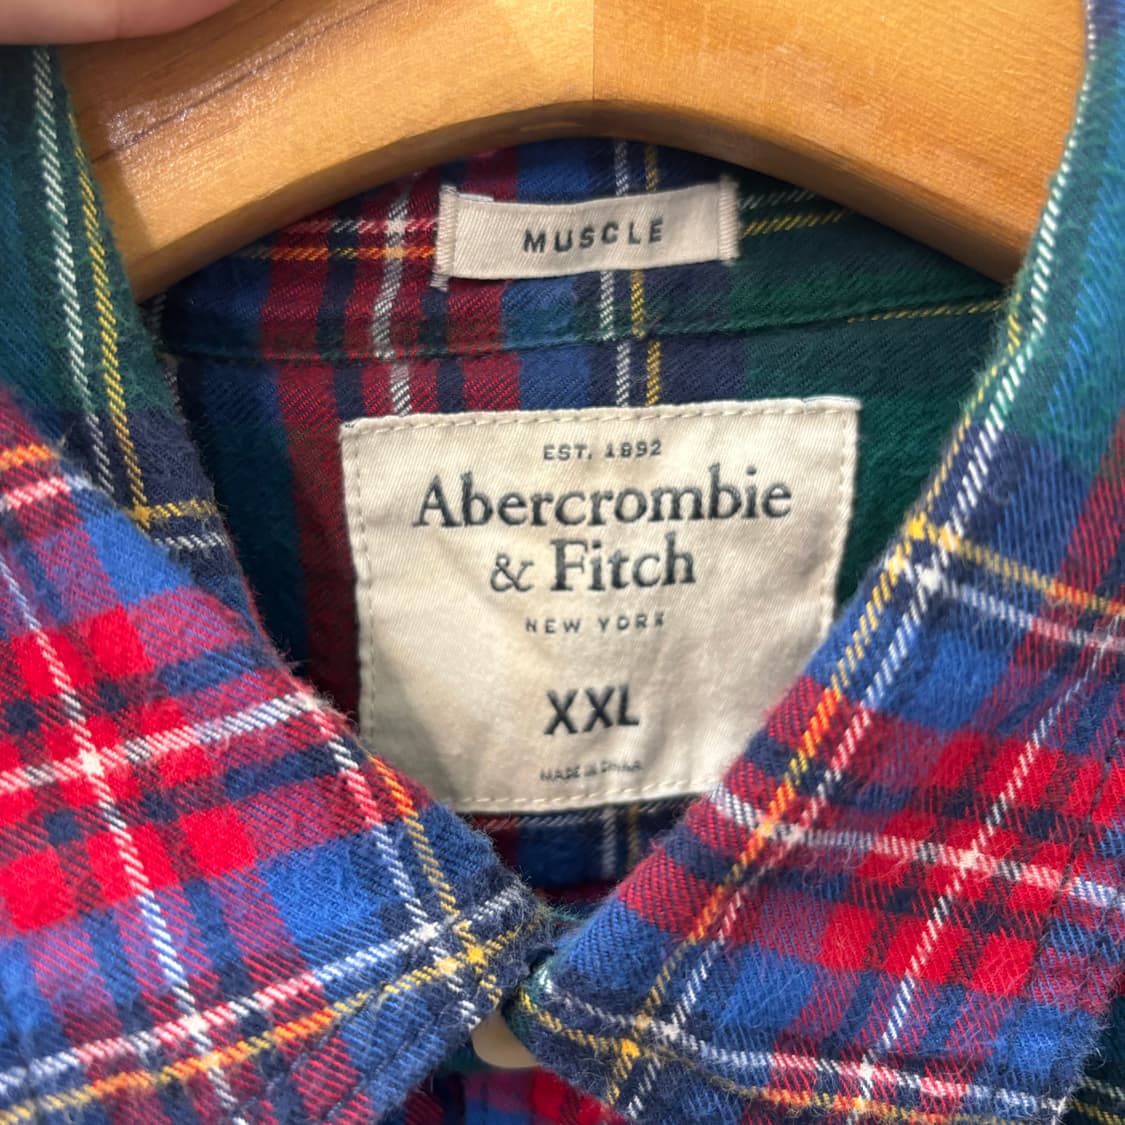 MUSCLE
EST. 1892
Abercrombie
& Fitch
NEW YORK
XXL
MADE IN CHINA